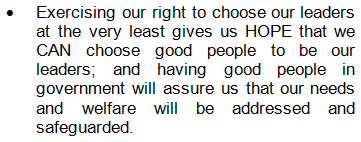 • Exercising our right to choose our leaders
at the very least gives us HOPE that we
CAN choose good people to be our
leaders; and having good people in
government will assure us that our needs
and welfare will be addressed and
safeguarded.